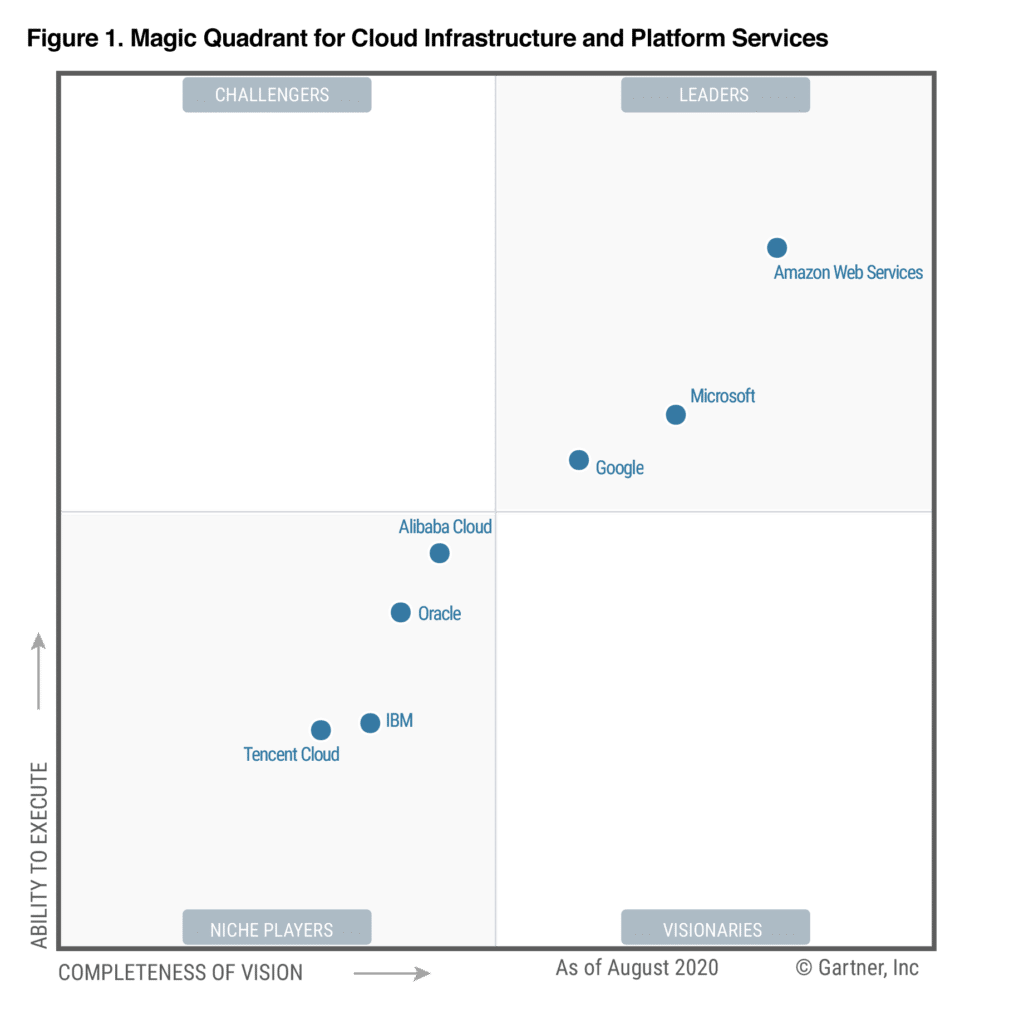 Figure 1. Magic Quadrant for Cloud Infrastructure and Platform Services
CHALLENGERS
LEADERS
Amazon Web Services
Microsoft
Google
Alibaba Cloud
Oracle
IBM
Tencent Cloud
NICHE PLAYERS
VISIONARIES
ABILITY TO EXECUTE
COMPLETENESS OF VISION
As of August 2020
© Gartner, Inc